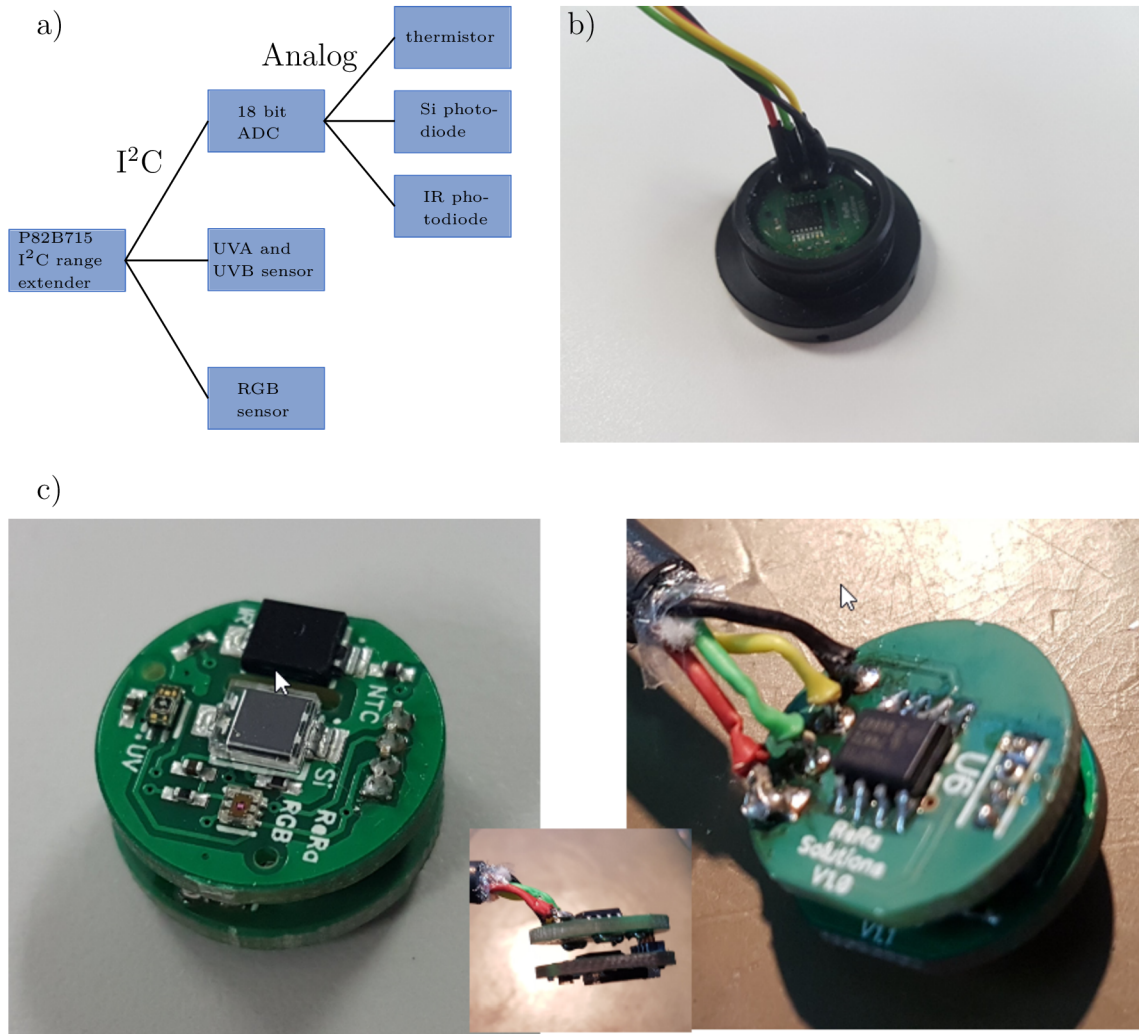 a)
Analog
thermistor
18 bit
ADC
Si photo-
diode
I²C
IR pho-
todiode
P82B715
I²C range
extender
UVA and
UVB sensor
RGB
sensor
b)
c)
IR
NTC
UV
Si
RGB
ReRa
U6
ReRa
Solutions
V1.0
V1.1